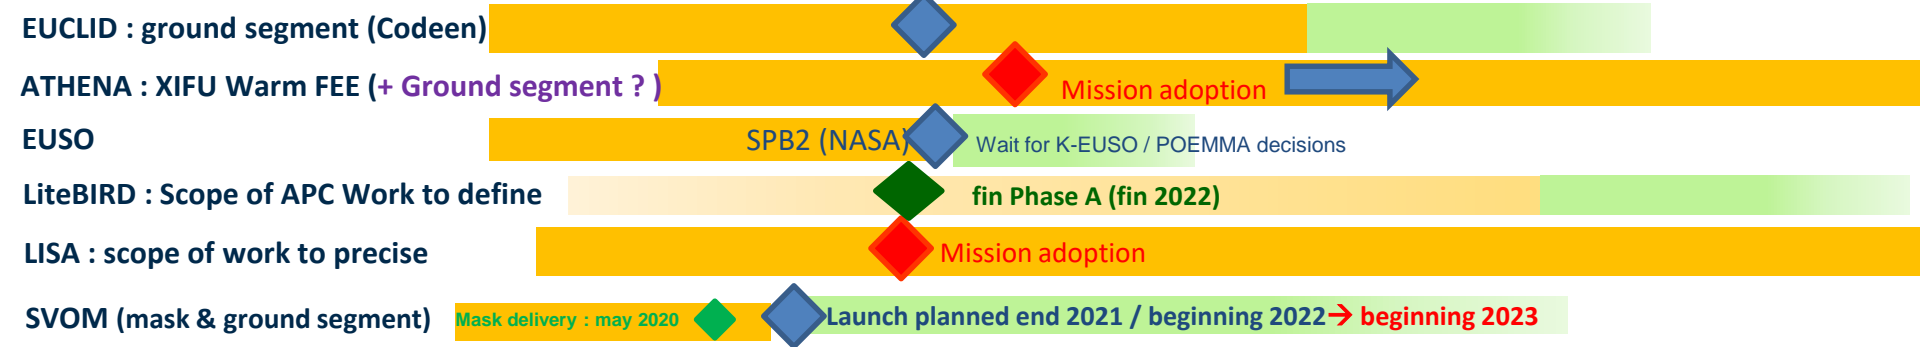 EUCLID : ground segment (Codeen)
ATHENA : XIFU Warm FEE (+ Ground segment ? ) Mission adoption
EUSO SPB2 (NASA) Wait for K-EUSO / POEMMA decisions
LiteBIRD : Scope of APC Work to define fin Phase A (fin 2022)
LISA : scope of work to precise Mission adoption
SVOM (mask & ground segment) Mask delivery : may 2020 Launch planned end 2021 / beginning 2022→ beginning 2023